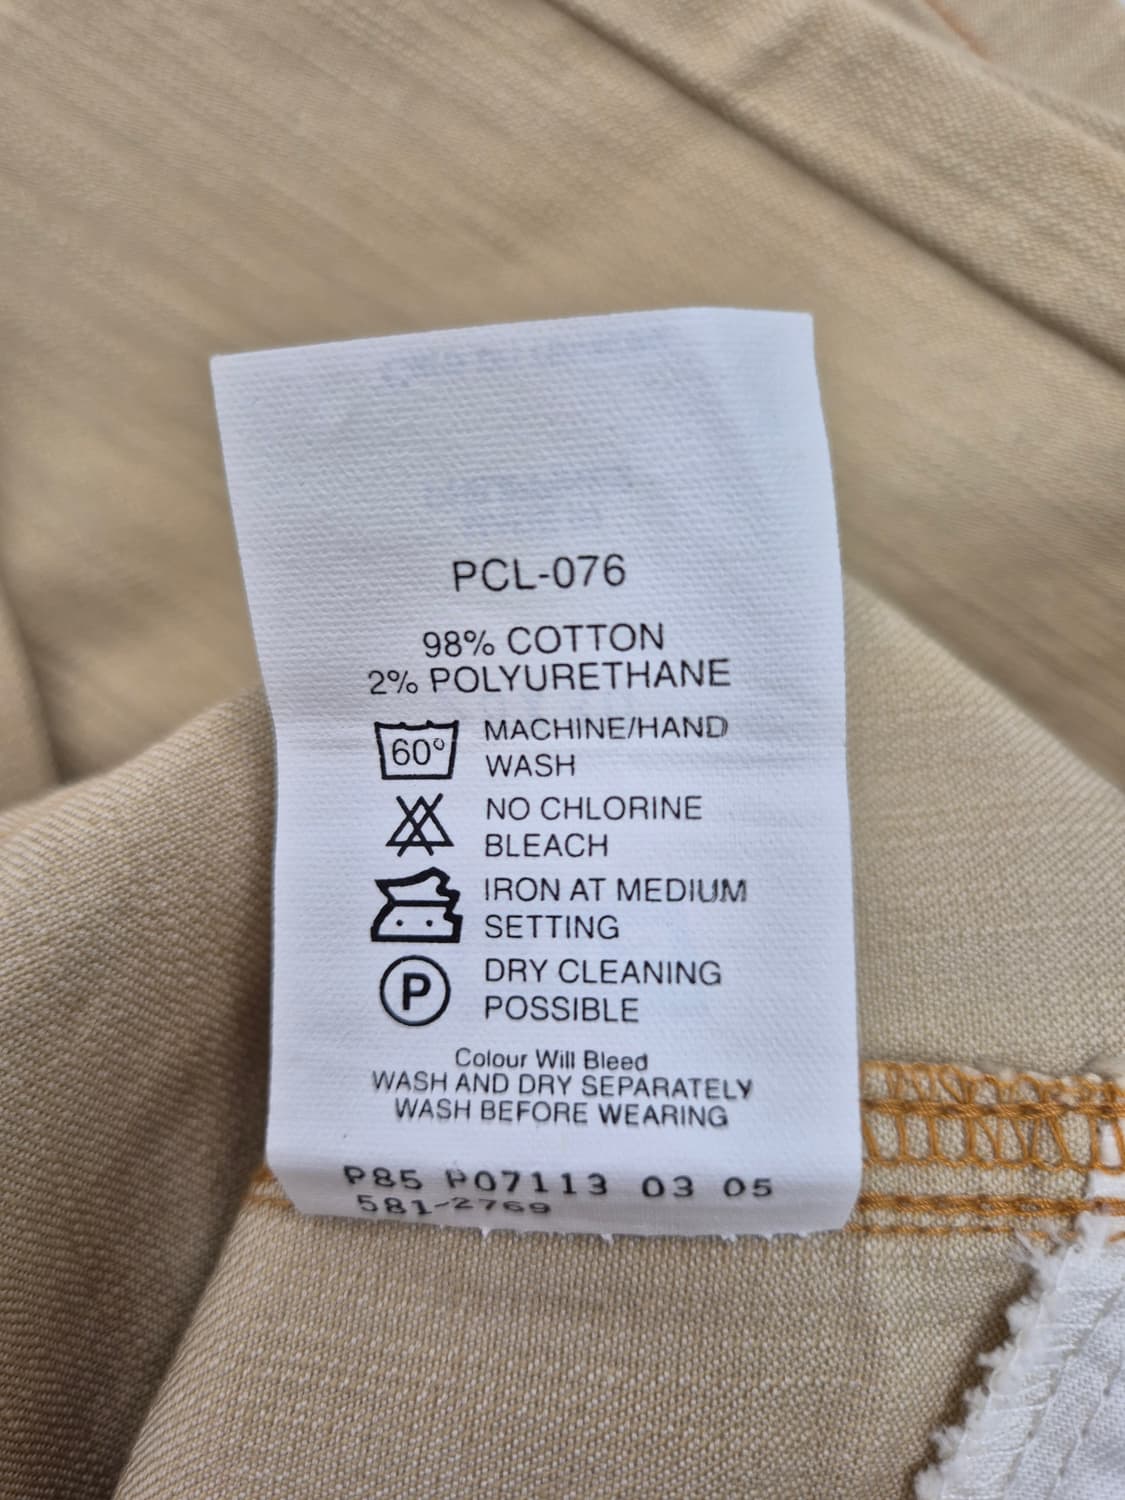 PCL-076
98% COTTON
2% POLYURETHANE
60° MACHINE/HAND
WASH
NO CHLORINE
BLEACH
IRON AT MEDIUM
SETTING
P DRY CLEANING
POSSIBLE
Colour Will Bleed
WASH AND DRY SEPARATELY
WASH BEFORE WEARING
P85 P07113 03 05
581-2769